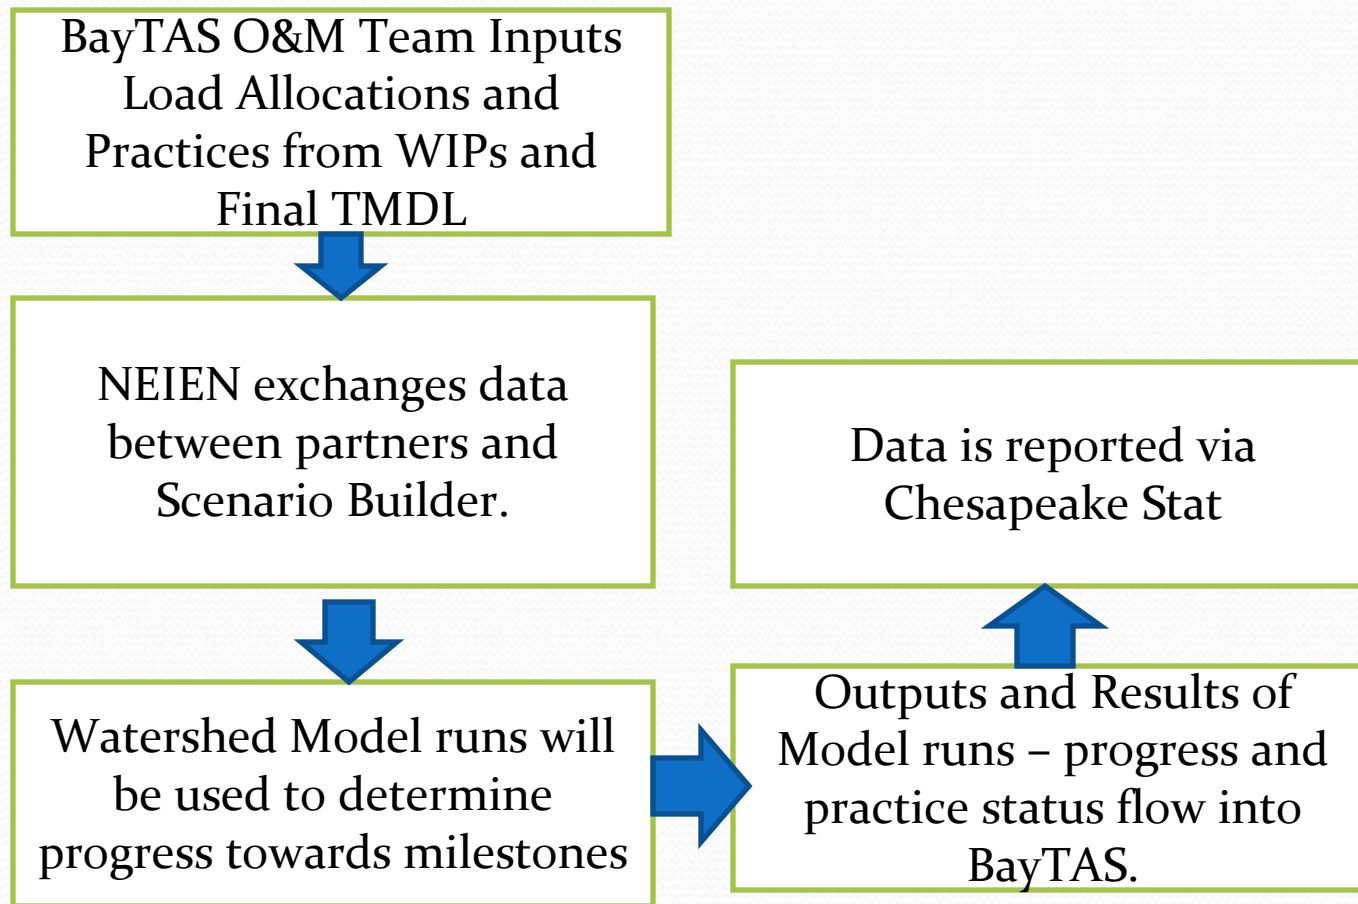 BayTAS O&M Team Inputs
Load Allocations and
Practices from WIPs and
Final TMDL
NEIEN exchanges data
between partners and
Scenario Builder.
Watershed Model runs will
be used to determine
progress towards milestones
Outputs and Results of
Model runs – progress and
practice status flow into
BayTAS.
Data is reported via
Chesapeake Stat